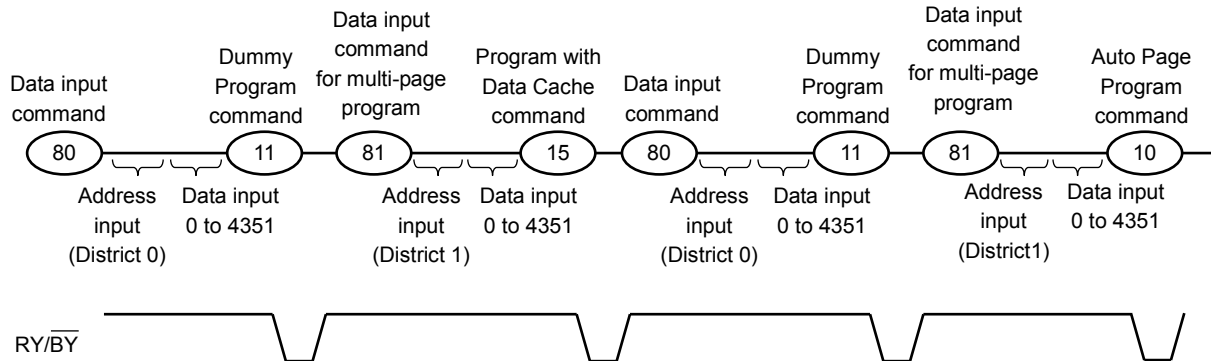 Data input
command
Dummy
Program
command
Data input
command
for multi-page
program
Program with
Data Cache
command
Data input
command
Dummy
Program
command
Data input
command
for multi-page
program
Auto Page
Program
command
80
11
81
15
80
11
81
10
Address
input
(District 0)
Data input
0 to 4351
Address
input
(District 1)
Data input
0 to 4351
Address
input
(District 0)
Data input
0 to 4351
Address
input
(District1)
Data input
0 to 4351
RY/BY